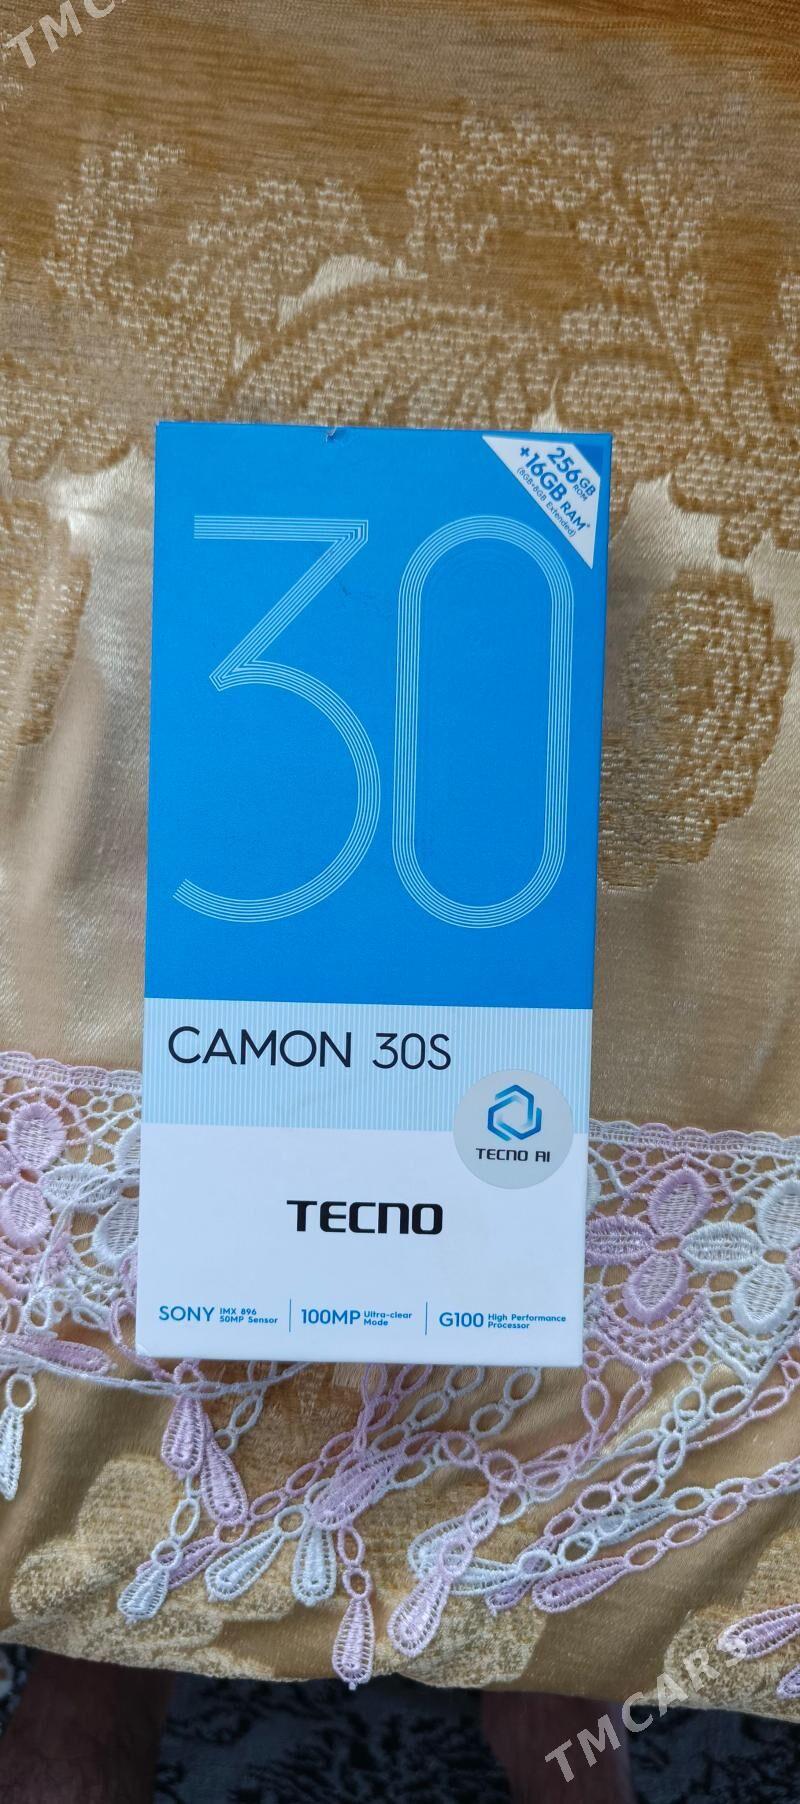 TMCARS
256GB ROM
+16GB RAM*
(8GB+8GB Extended)
30
CAMON 30S
TECNO AI
TECNO
SONY IMX 896 50MP Sensor
100MP Ultra-clear Mode
G100 High Performance Processor
TMCARS